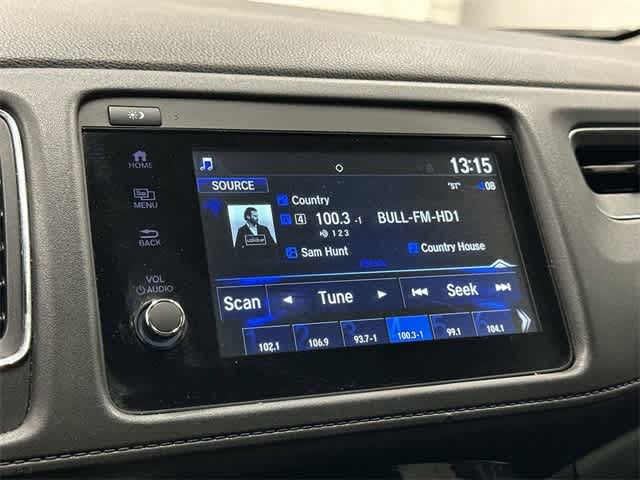 HOME
MENU
BACK
VOL
AUDIO
13:15
SOURCE
Country
4 100.3 -1 BULL-FM-HD1
1 2 3
Sam Hunt Country House
Scan Tune Seek
102.1 106.9 93.7-1 100.3-1 99.1 104.1